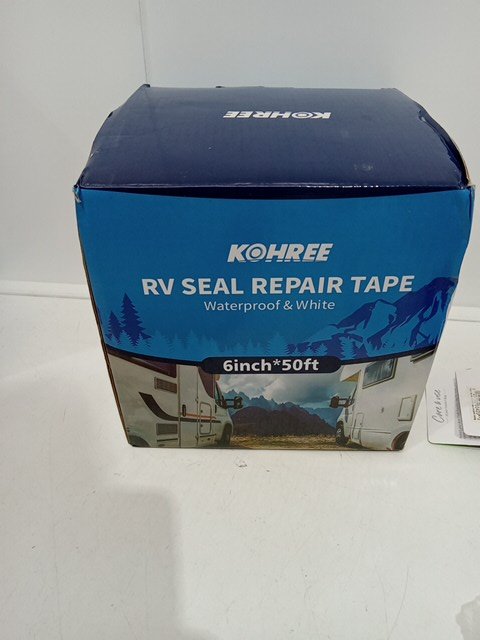 KOHREE
KOHREE
RV SEAL REPAIR TAPE
Waterproof & White
6inch*50ft